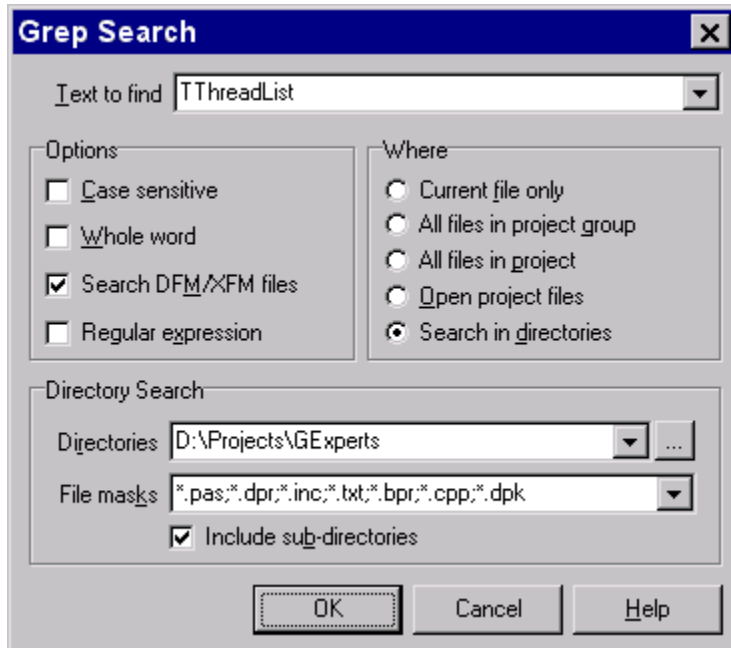 Grep Search
Text to find TThreadList
Options
Case sensitive
Whole word
Search DFM/XFM files
Regular expression
Where
Current file only
All files in project group
All files in project
Open project files
Search in directories
Directory Search
Directories D:\Projects\GExperts ...
File masks *.pas;*.dpr;*.inc;*.txt;*.bpr;*.cpp;*.dpk
Include sub-directories
OK Cancel Help